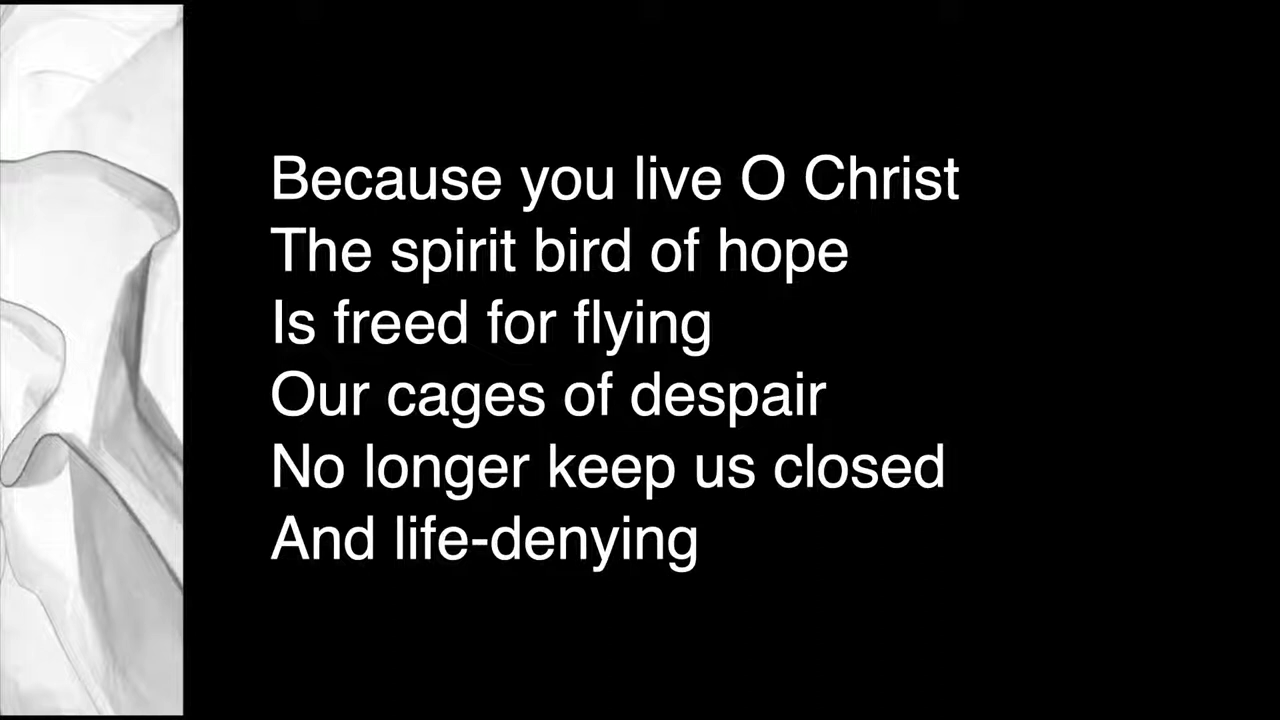 Because you live O Christ
The spirit bird of hope
Is freed for flying
Our cages of despair
No longer keep us closed
And life-denying